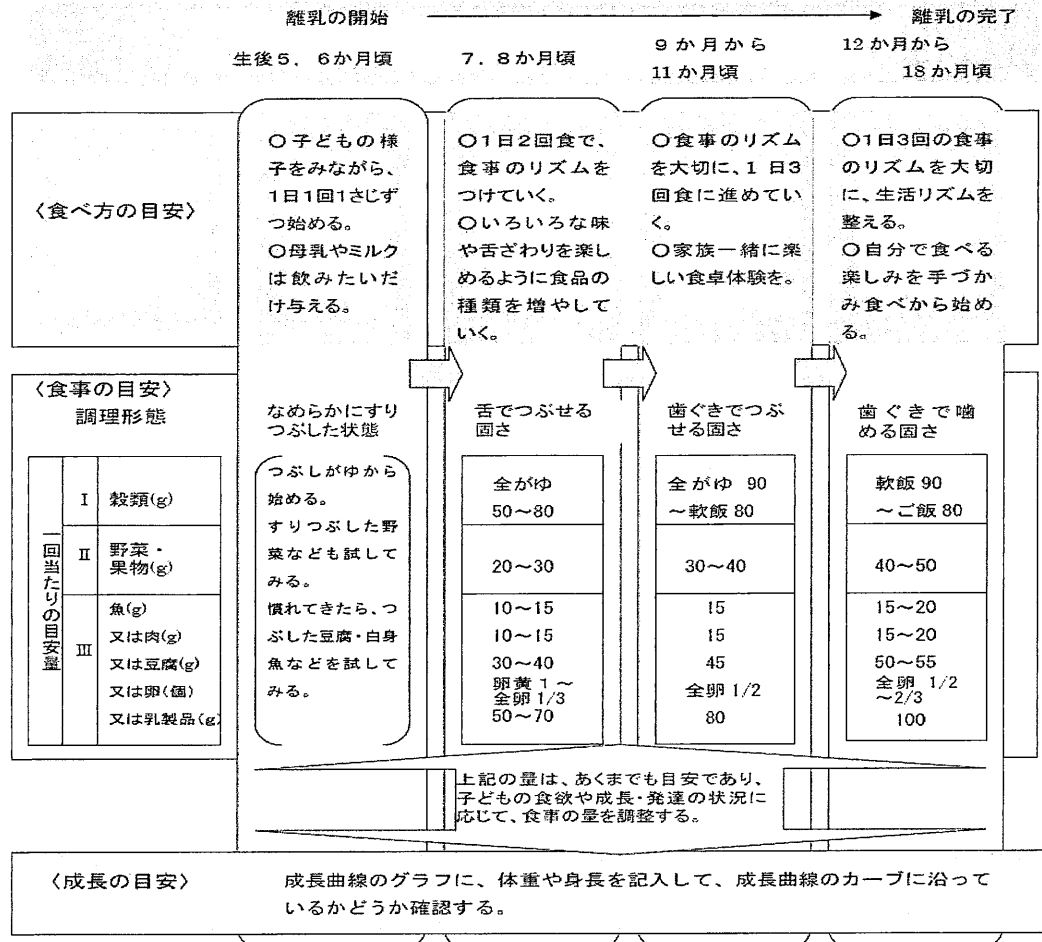 離乳の開始
離乳の完了
生後5、6か月頃
7、8か月頃
9か月から
11か月頃
12か月から
18か月頃
〈食べ方の目安〉
○子どもの様
子をみながら、
1日1回1さじず
つ始める。
○母乳やミルク
は飲みたいだ
け与える。
○1日2回食で、
食事のリズムを
つけていく。
○いろいろな味
や舌ざわりを楽し
めるように食品の
種類を増やして
いく。
○食事のリズム
を大切に、1日3
回食に進めてい
く。
○家族一緒に楽
しい食卓体験を。
○1日3回の食事
のリズムを大切
に、生活リズムを
整える。
○自分で食べる
楽しみを手づか
み食べから始め
る。
〈食事の目安〉
調理形態
なめらかにすり
つぶした状態
舌でつぶせる
固さ
歯ぐきでつぶ
せる固さ
歯ぐきで噛
める固さ
一回当たりの目安量
Ⅰ
穀類(g)
つぶしがゆから
始める。
すりつぶした野
菜なども試して
みる。
慣れてきたら、つ
ぶした豆腐・白身
魚などを試して
みる。
全がゆ
50~80
全がゆ 90
~軟飯80
軟飯90
~ご飯80
Ⅱ
野菜・
果物(g)
20~30
30~40
40~50
Ⅲ
魚(g)
10~15
15
15~20
又は肉(g)
10~15
15
15~20
又は豆腐(g)
30~40
45
50~55
又は卵(個)
卵黄1~
全卵1/3
全卵1/2
全卵 1/2
~2/3
又は乳製品(g)
50~70
80
100
上記の量は、あくまでも目安であり、
子どもの食欲や成長・発達の状況に
応じて、食事の量を調整する。
〈成長の目安〉
成長曲線のグラフに、体重や身長を記入して、成長曲線のカーブに沿って
いるかどうか確認する。